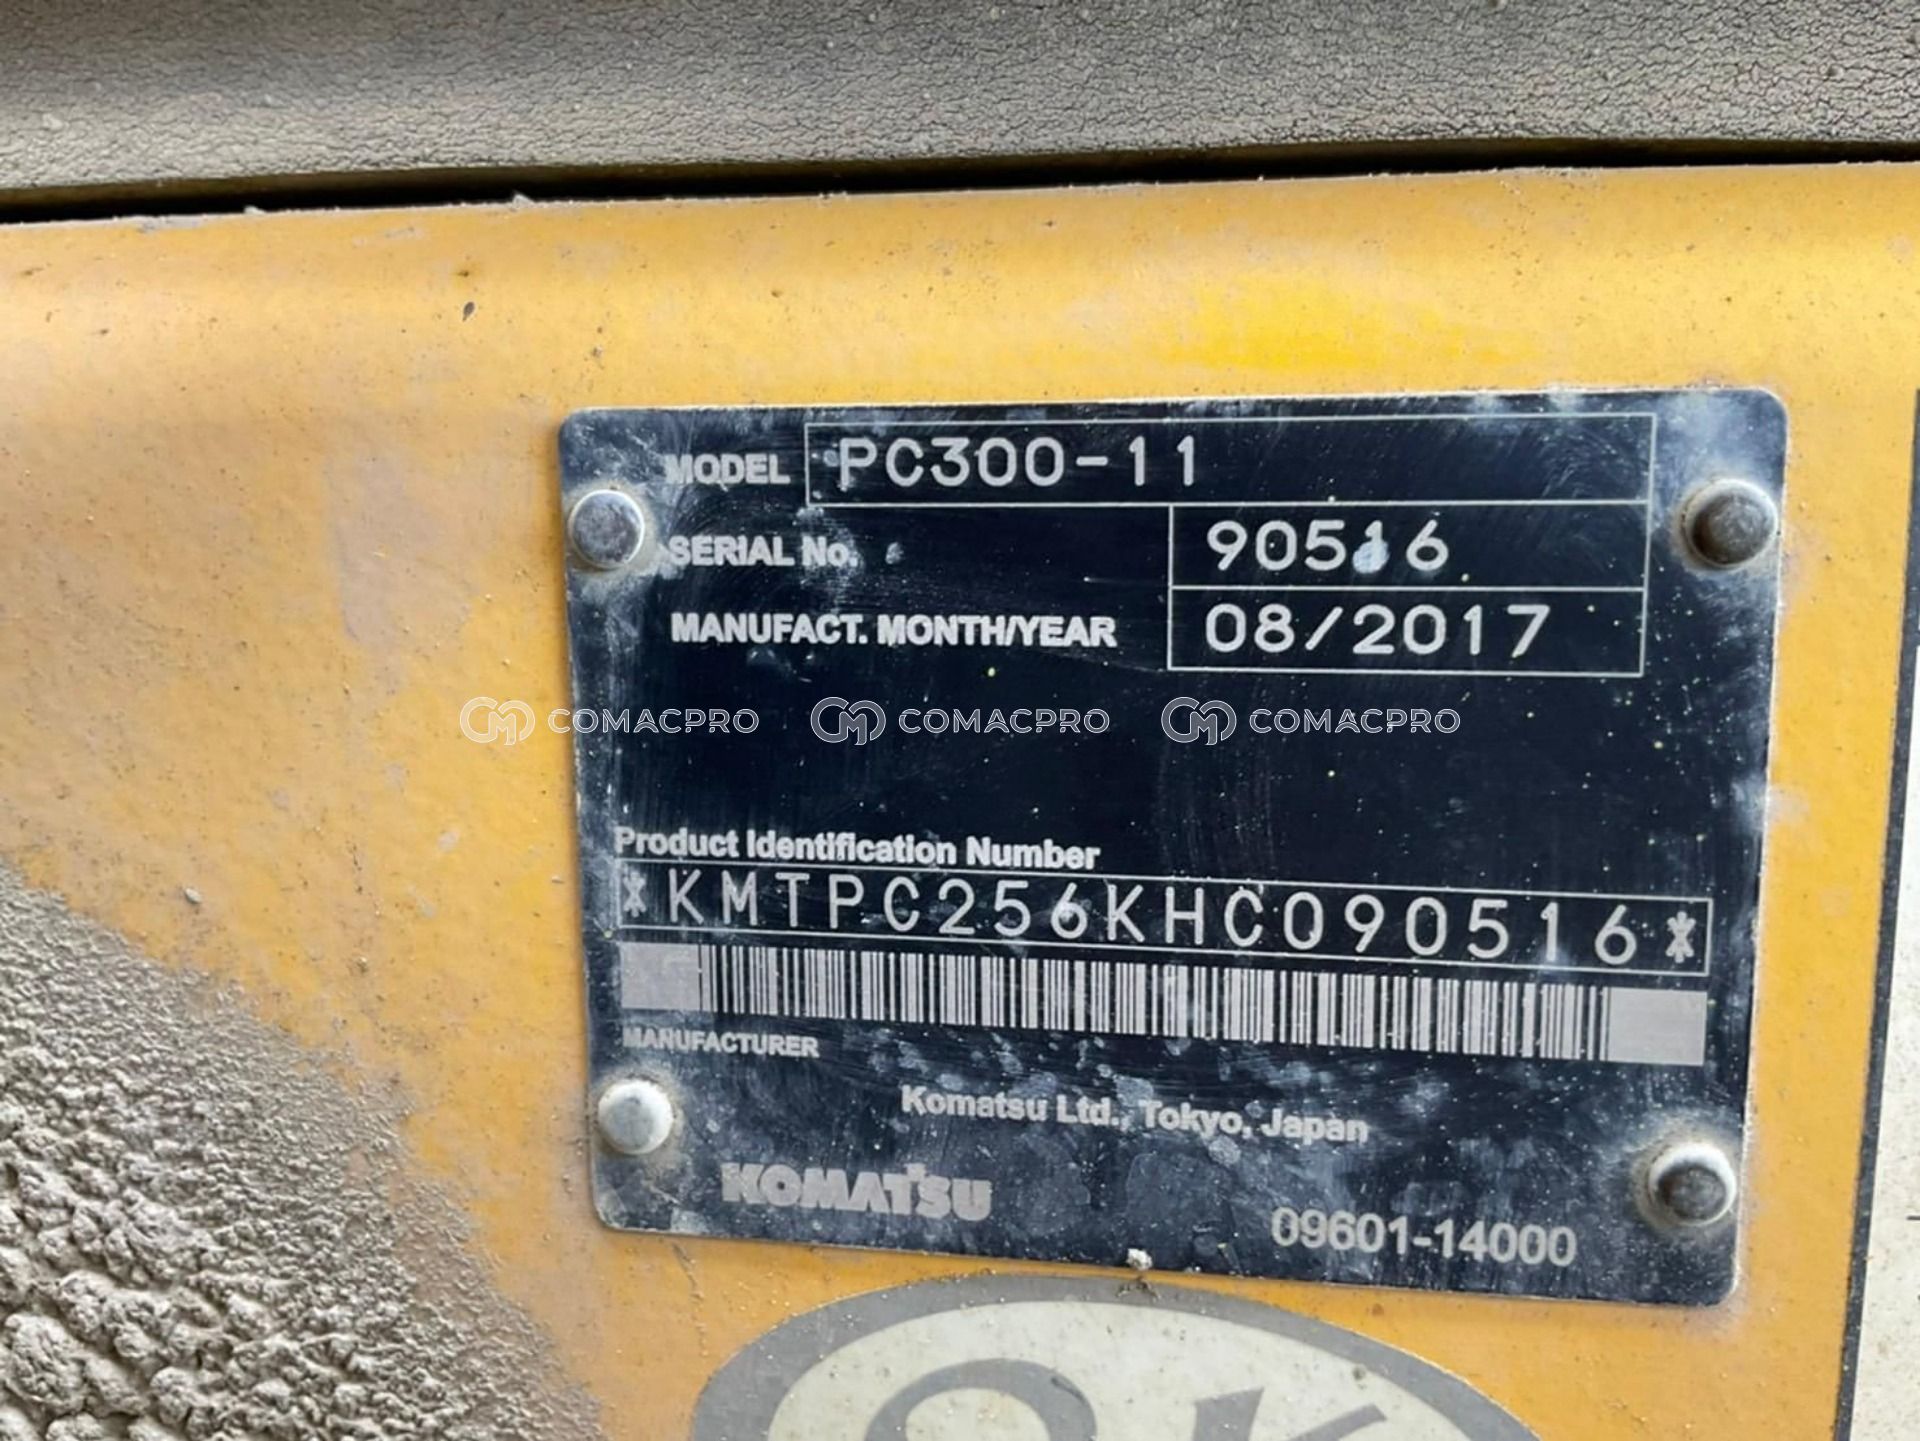 MODEL PC300-11
SERIAL No. 90516
MANUFACT. MONTH/YEAR 08/2017
COMACPRO COMACPRO COMACPRO
Product Identification Number
*KMTPC256KHC090516*
MANUFACTURER
Komatsu Ltd., Tokyo, Japan
KOMATSU
09601-14000
OK